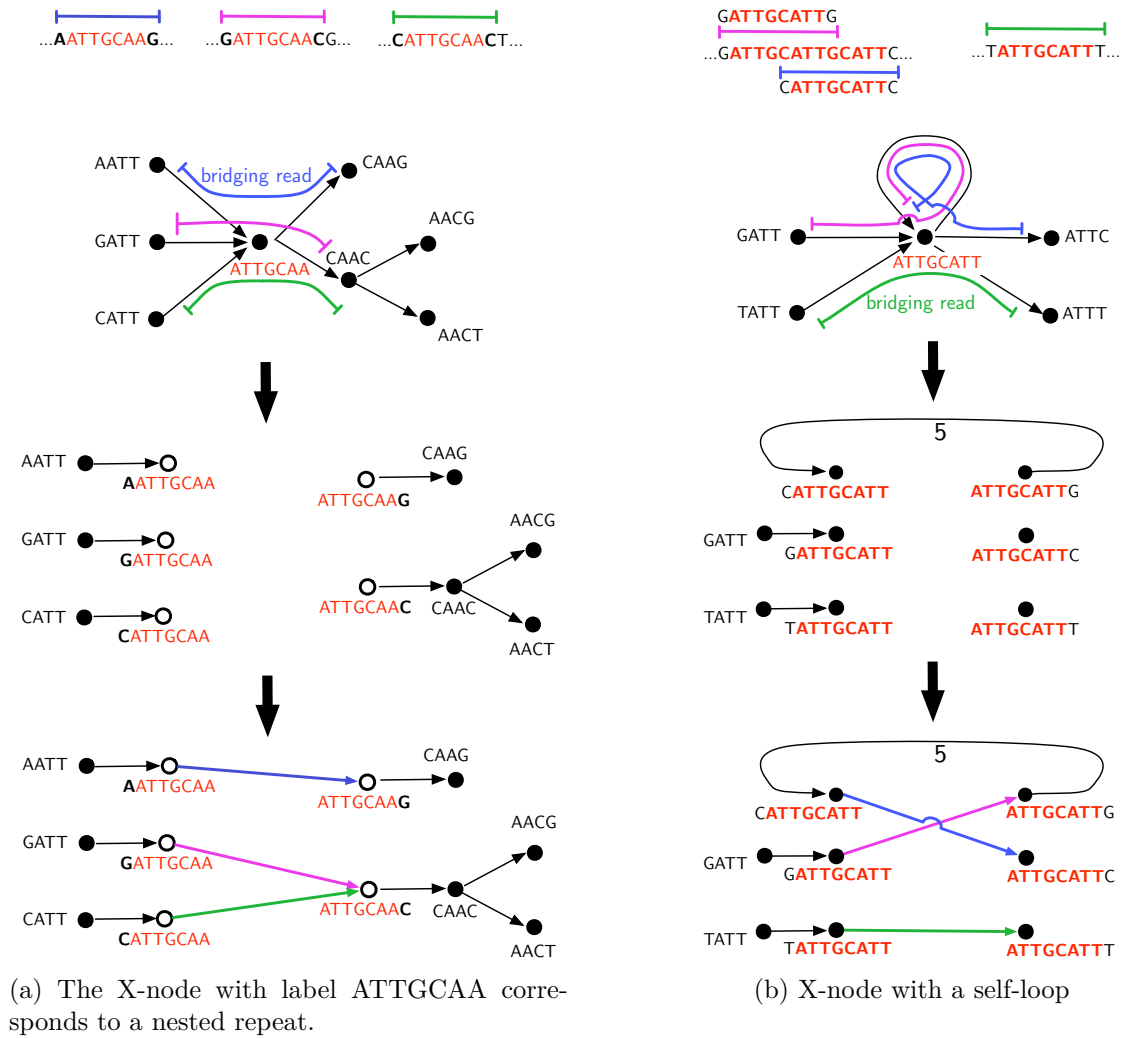 ...AATTGCAAG...
...GATTGCAACG...
...CATTGCAACT...
AATT
CAAG
bridging read
AACG
GATT
CAAC
ATTGCAA
CATT
AACT
AATT
AATTGCAA
CAAG
ATTGCAAG
AACG
GATT
GATTGCAA
ATTGCAAC
CAAC
CATT
CATTGCAA
AACT
AATT
AATTGCAA
CAAG
ATTGCAAG
AACG
GATT
GATTGCAA
ATTGCAAC
CAAC
CATT
CATTGCAA
AACT
(a) The X-node with label ATTGCAA corre-
sponds to a nested repeat.
GATTGCATTG
...GATTGCATTGCATTC...
CATTGCATTC
...TATTGCATTT...
GATT
ATTC
ATTGCATT
TATT
bridging read
ATTT
5
CATTGCATT
ATTGCATTG
GATT
GATTGCATT
ATTGCATTC
TATT
TATTGCATT
ATTGCATTT
5
CATTGCATT
ATTGCATTG
GATT
GATTGCATT
ATTGCATTC
TATT
TATTGCATT
ATTGCATTT
(b) X-node with a self-loop